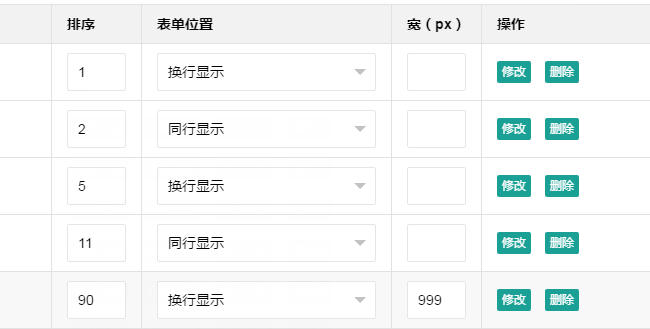 排序 表单位置 宽（px） 操作
1 换行显示 修改 删除
2 同行显示 修改 删除
5 换行显示 修改 删除
11 同行显示 修改 删除
90 换行显示 999 修改 删除